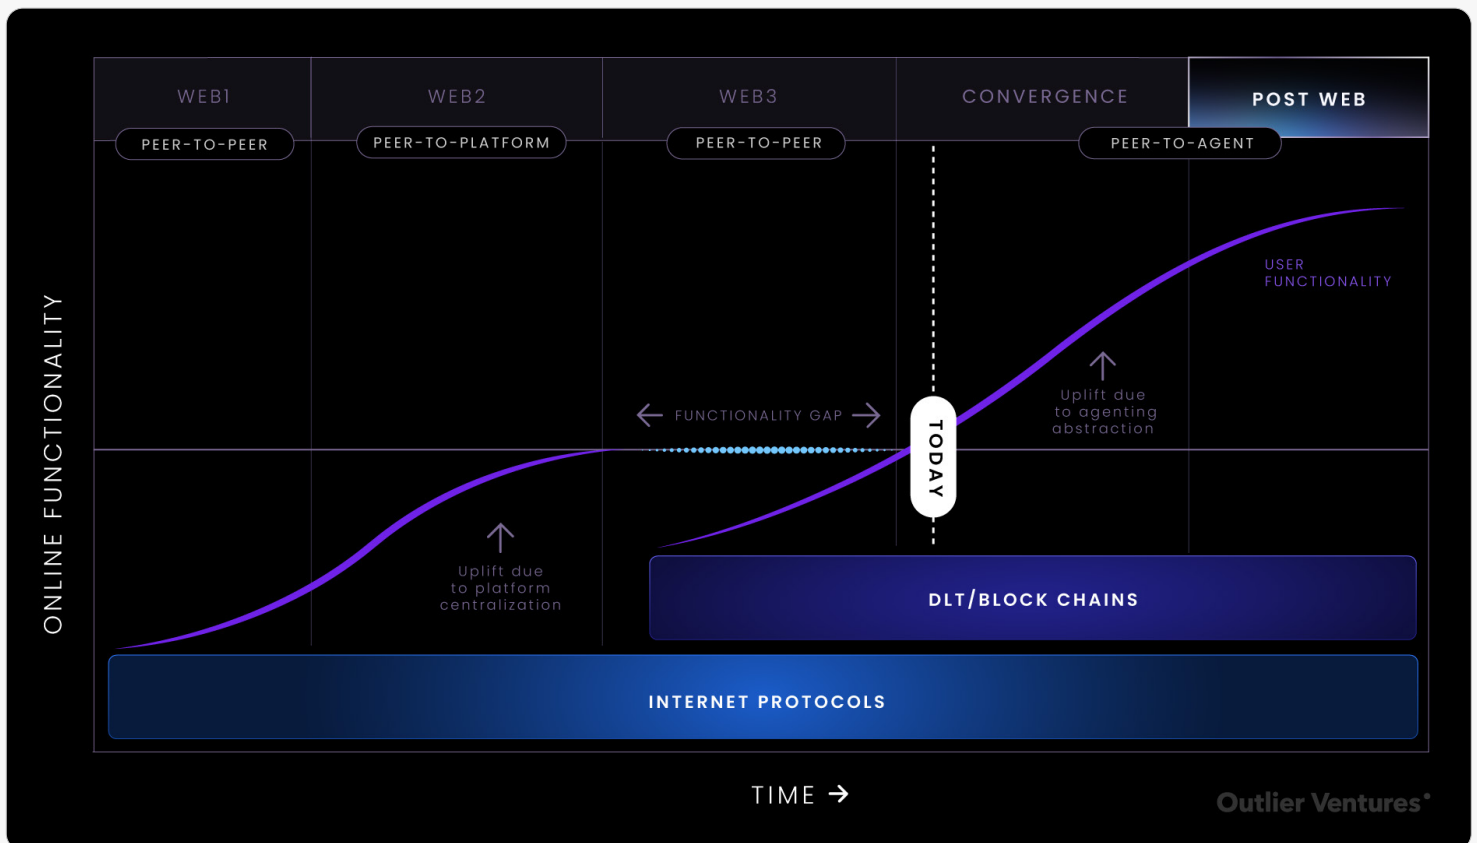 WEB1
WEB2
WEB3
CONVERGENCE
POST WEB
PEER-TO-PEER
PEER-TO-PLATFORM
PEER-TO-PEER
PEER-TO-AGENT
USER
FUNCTIONALITY
Uplift due
to agenting
abstraction
FUNCTIONALITY GAP
TODAY
Uplift due
to platform
centralization
ONLINE FUNCTIONALITY
DLT/BLOCK CHAINS
INTERNET PROTOCOLS
TIME →
Outlier Ventures